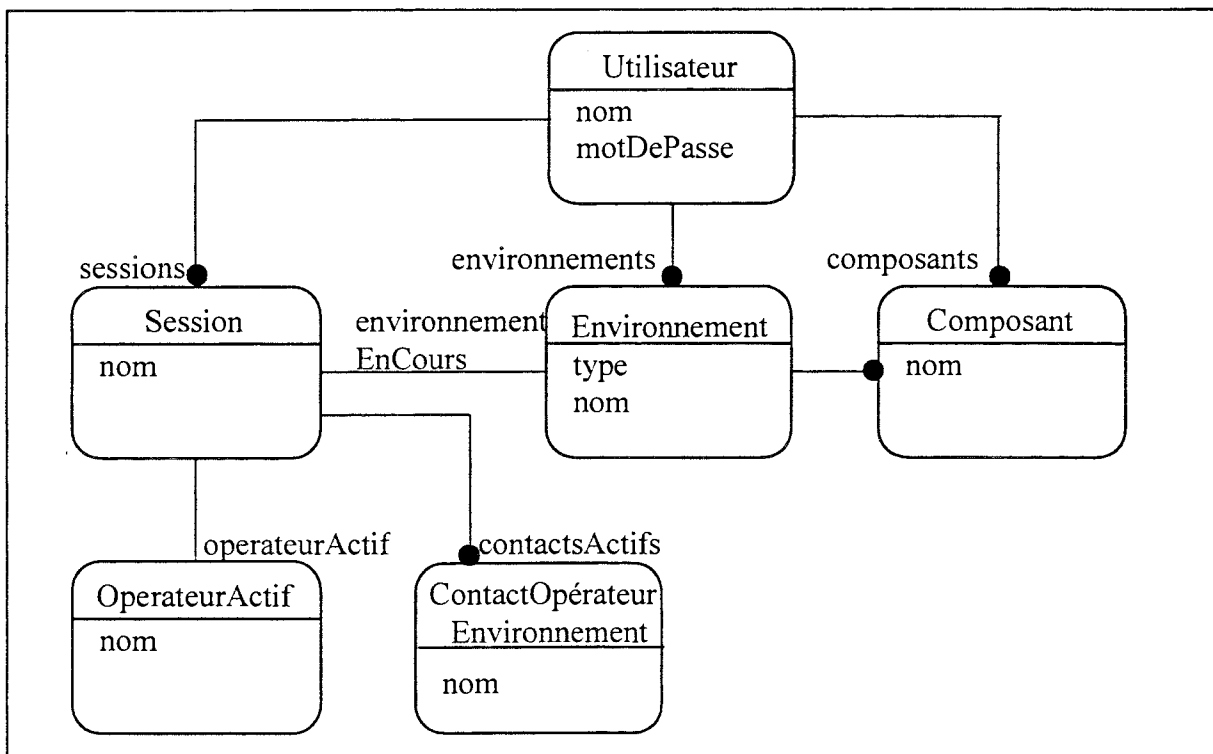 Utilisateur
nom
motDePasse
sessions
environnements
composants
Session
nom
environnement
EnCours
Environnement
type
nom
Composant
nom
operateurActif
contactsActifs
OperateurActif
nom
ContactOpérateur
Environnement
nom